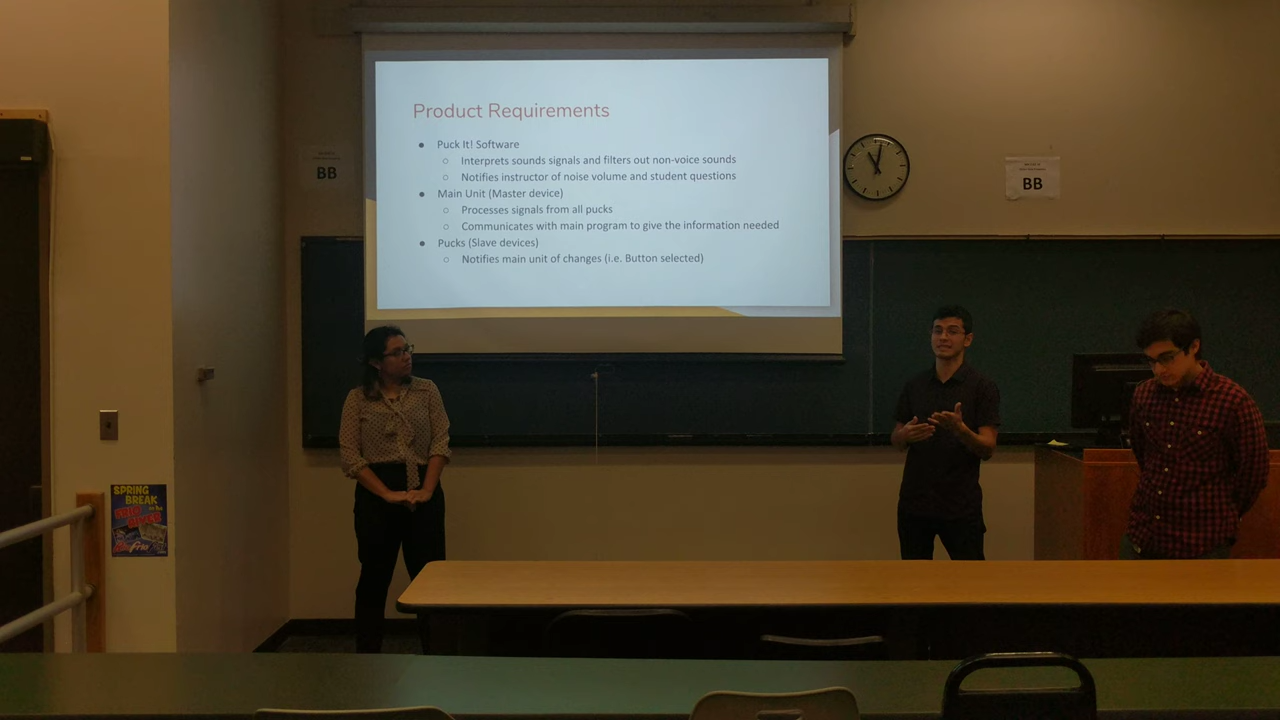 Product Requirements
● Puck It! Software
○ Interprets sounds signals and filters out non-voice sounds
○ Notifies instructor of noise volume and student questions
● Main Unit (Master device)
○ Processes signals from all pucks
○ Communicates with main program to give the information needed
● Pucks (Slave devices)
○ Notifies main unit of changes (i.e. Button selected)
BB
BB
SPRING
BREAK